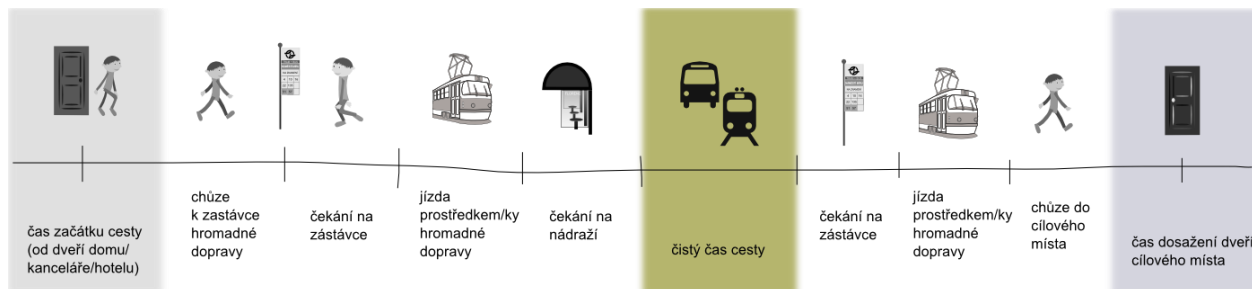 čas začátku cesty
(od dveří domu/
kanceláře/hotelu)
chůze
k zastávce
hromadné
dopravy
čekání na
zástávce
jízda
prostředkem/ky
hromadné
dopravy
čekání na
nádraží
čistý čas cesty
čekání na
zástávce
jízda
prostředkem/ky
hromadné
dopravy
chůze do
cílového
místa
čas dosažení dveří
cílového místa